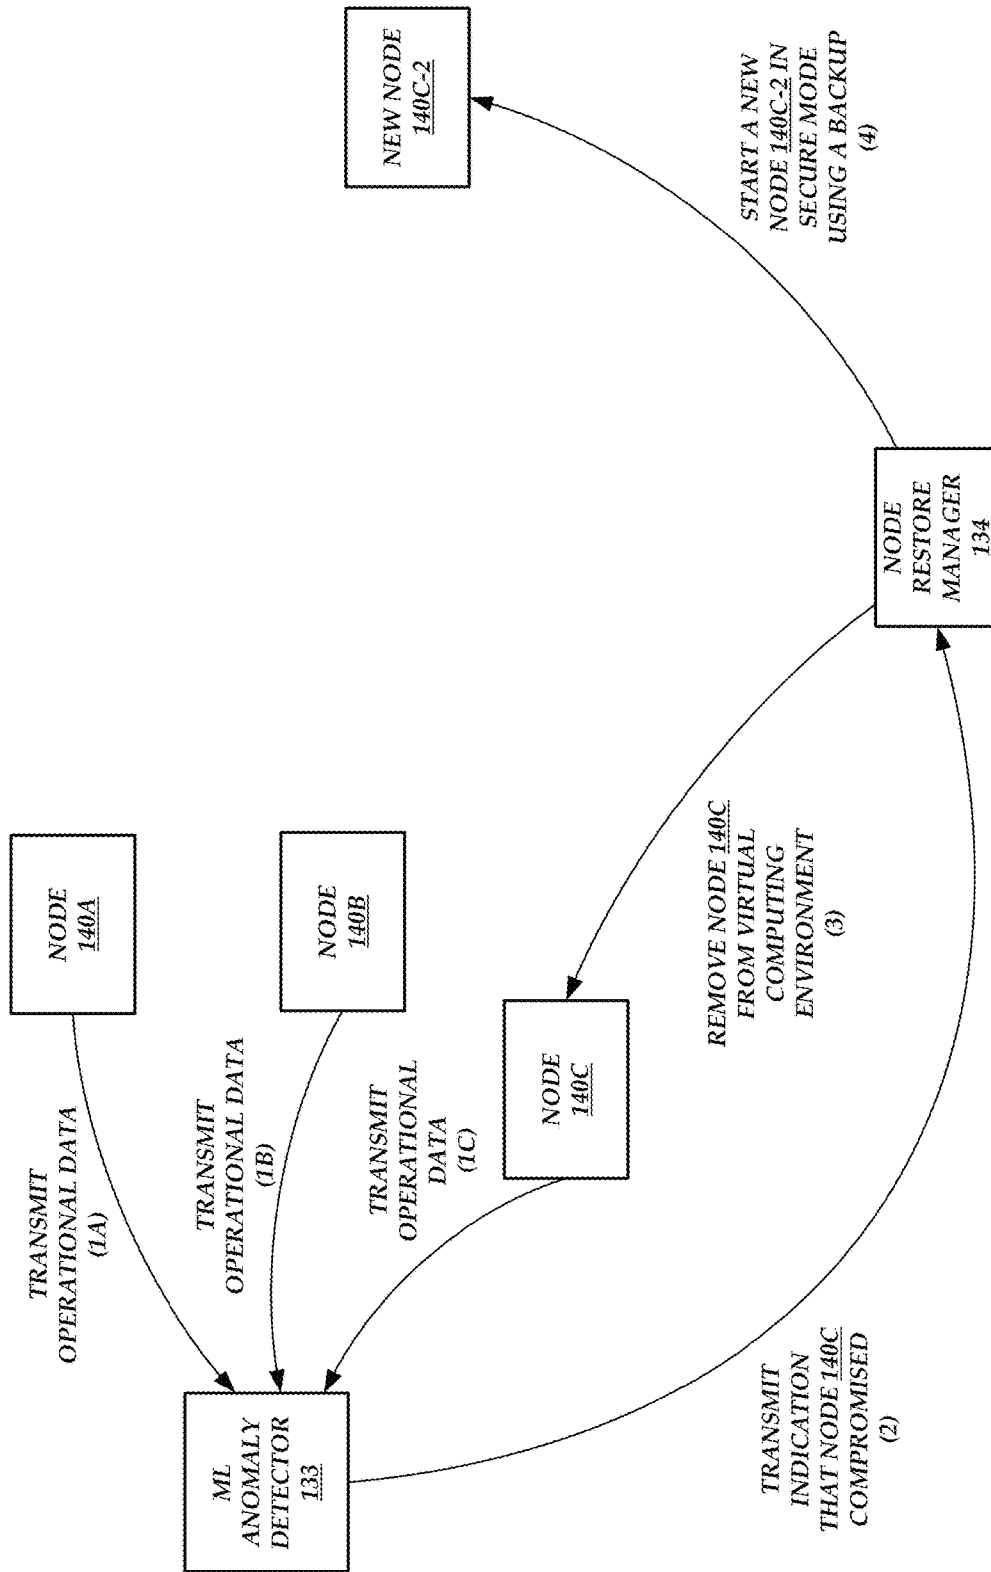 TRANSMIT
OPERATIONAL DATA
(1A)
NODE
140A
TRANSMIT
OPERATIONAL DATA
(1B)
NODE
140B
ML
ANOMALY
DETECTOR
133
TRANSMIT
OPERATIONAL
DATA
(1C)
NODE
140C
NEW NODE
140C-2
REMOVE NODE 140C
FROM VIRTUAL
COMPUTING
ENVIRONMENT
(3)
START A NEW
NODE 140C-2 IN
SECURE MODE
USING A BACKUP
(4)
TRANSMIT
INDICATION
THAT NODE 140C
COMPROMISED
(2)
NODE
RESTORE
MANAGER
134